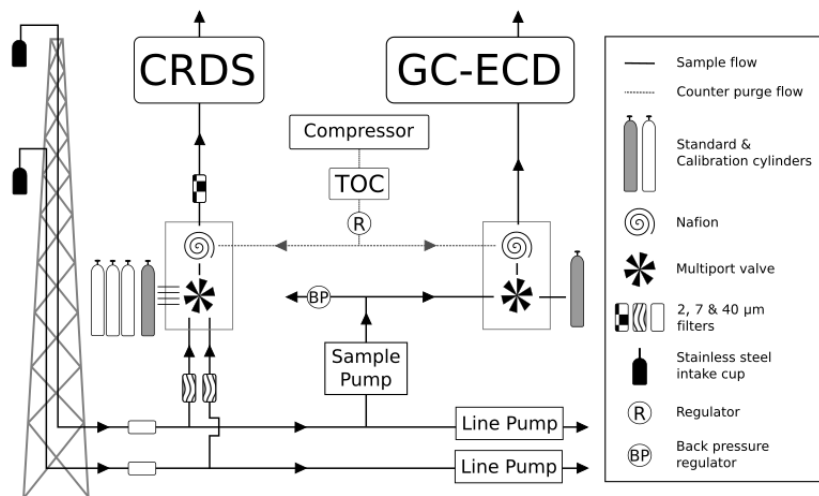 CRDS
GC-ECD
Compressor
TOC
R
BP
Sample
Pump
Line Pump
Line Pump
Sample flow
Counter purge flow
Standard &
Calibration cylinders
Nafion
Multiport valve
2, 7 & 40 µm
filters
Stainless steel
intake cup
R
Regulator
BP
Back pressure
regulator